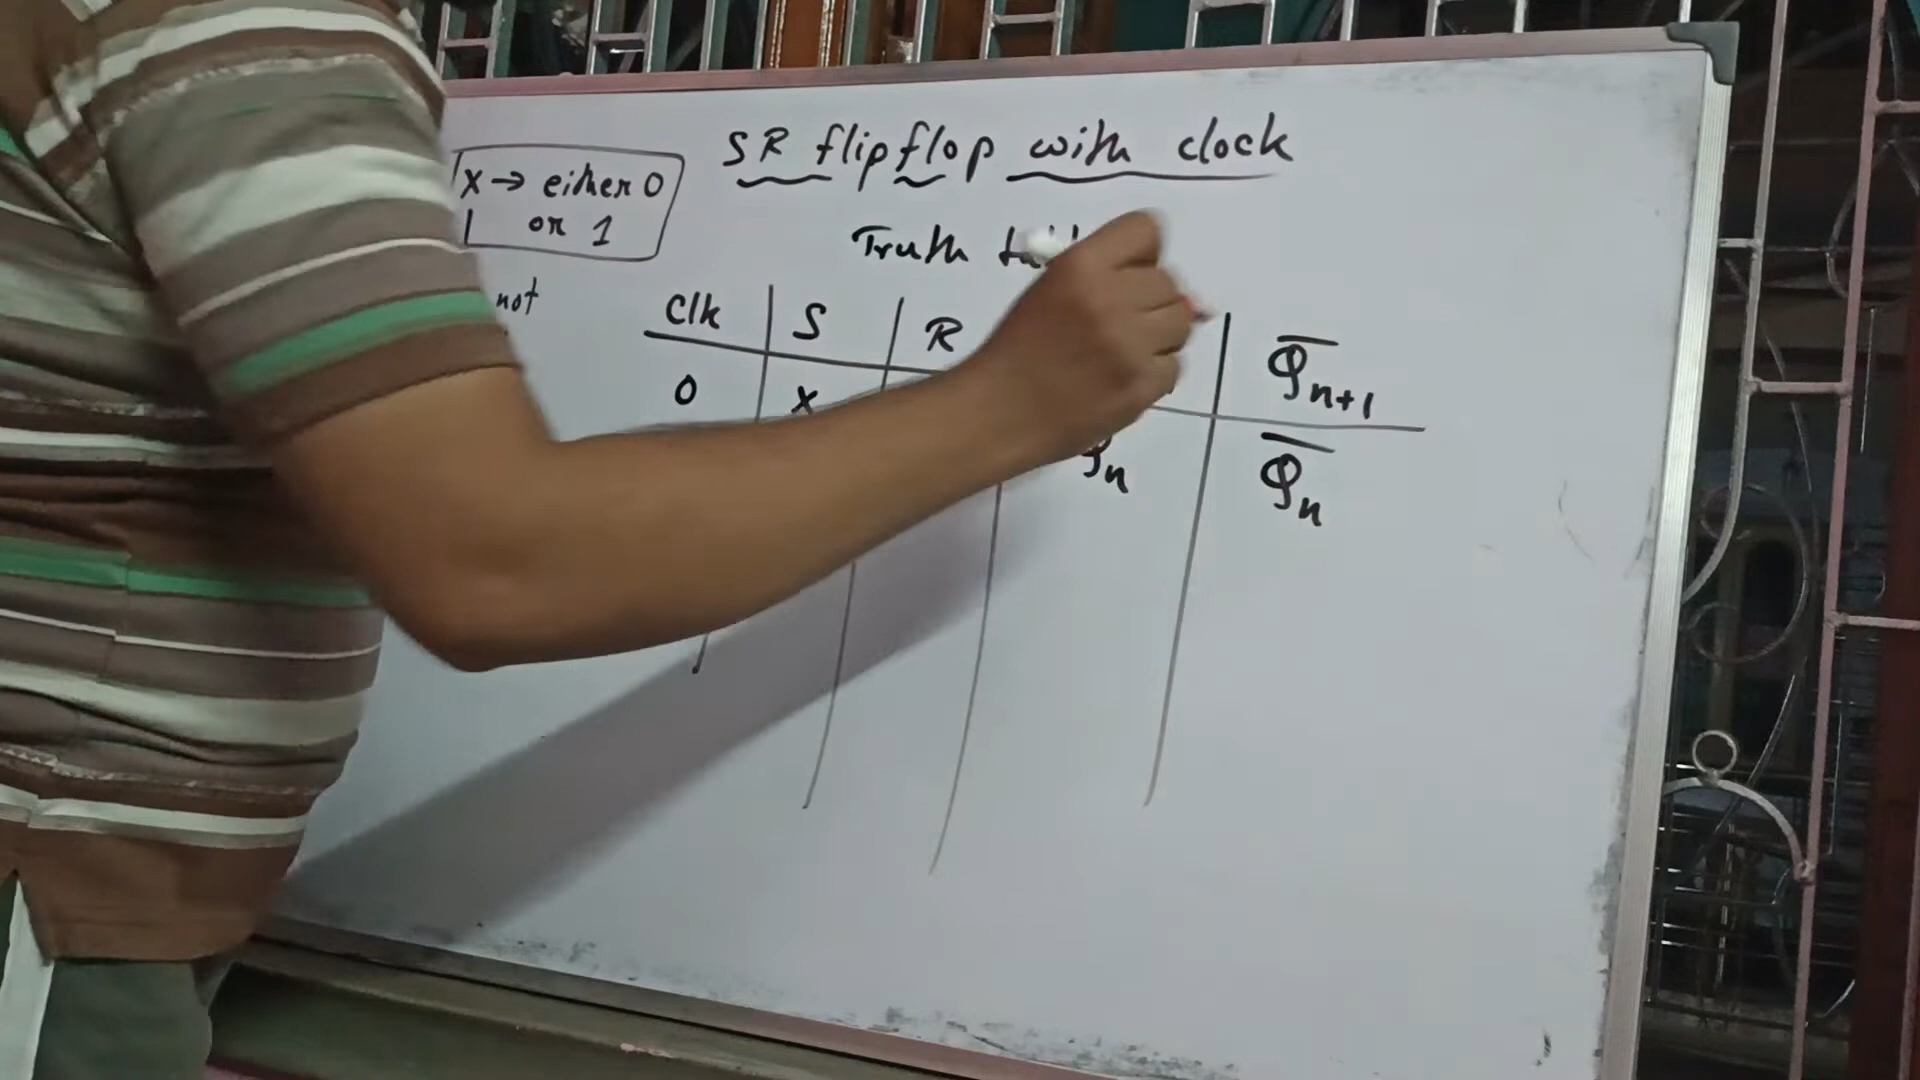 SR flipflop with clock
x → either 0
or 1
Truth
not
Clk S R Q̅n+1
0 x Qn Q̅n